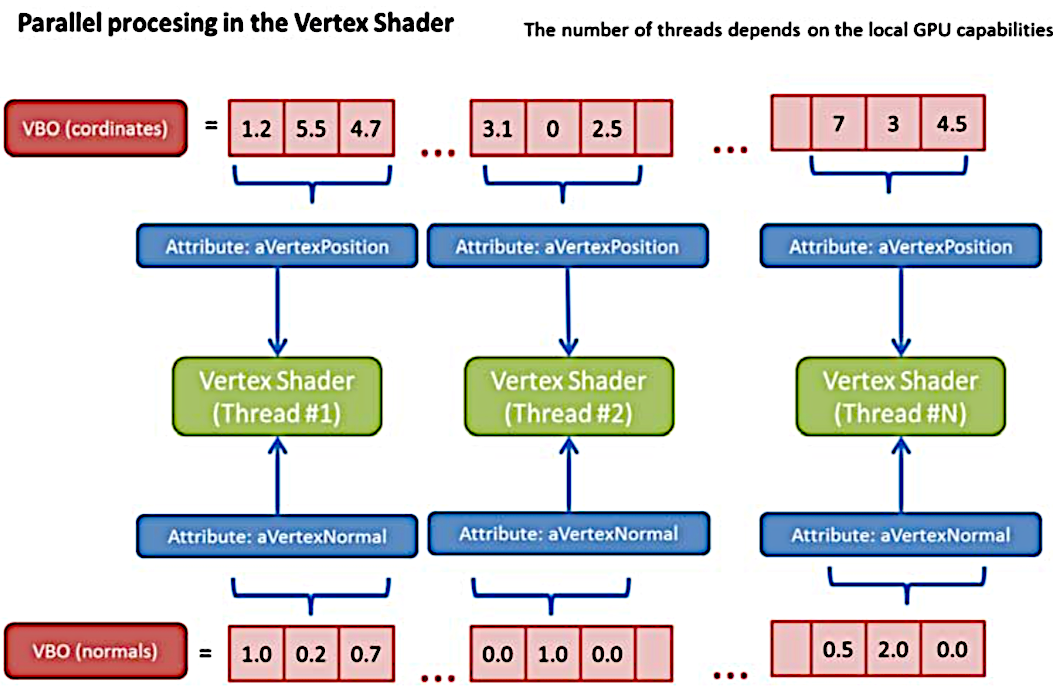 Parallel procesing in the Vertex Shader
The number of threads depends on the local GPU capabilities
VBO (cordinates) = 1.2 5.5 4.7 ... 3.1 0 2.5 ... 7 3 4.5
Attribute: aVertexPosition Attribute: aVertexPosition Attribute: aVertexPosition
Vertex Shader
(Thread #1)
Vertex Shader
(Thread #2)
Vertex Shader
(Thread #N)
Attribute: aVertexNormal Attribute: aVertexNormal Attribute: aVertexNormal
VBO (normals) = 1.0 0.2 0.7 ... 0.0 1.0 0.0 ... 0.5 2.0 0.0